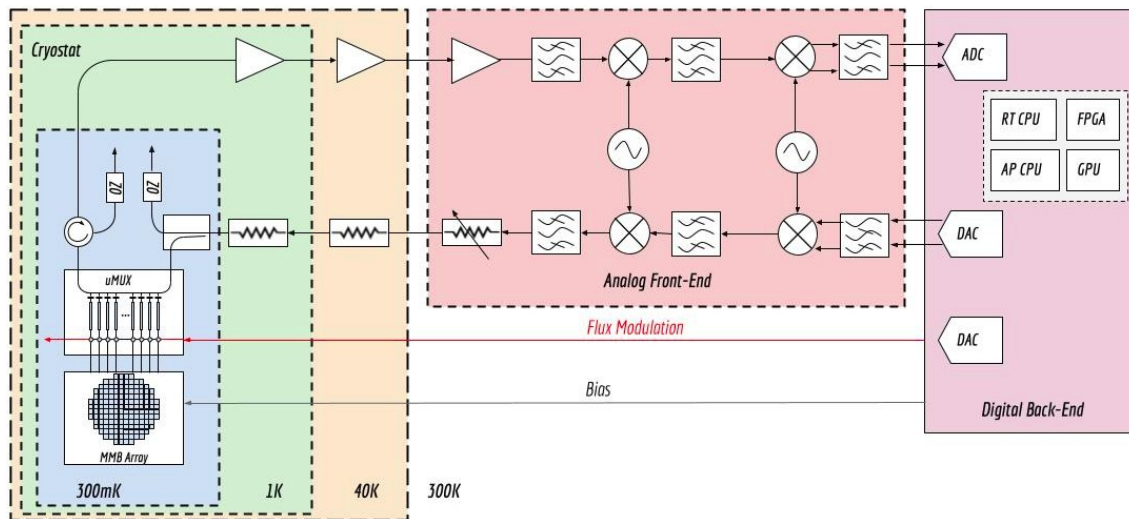 Cryostat
ADC
RT CPU
FPGA
AP CPU
GPU
Z0
Z0
DAC
uMUX
...
Analog Front-End
Flux Modulation
DAC
Bias
Digital Back-End
MMB Array
300mK
1K
40K
300K